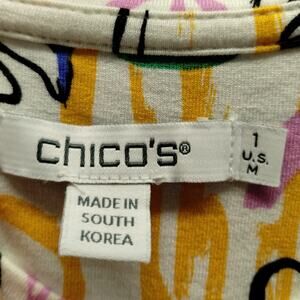 chico's®
1
U.S.
M
MADE IN
SOUTH
KOREA